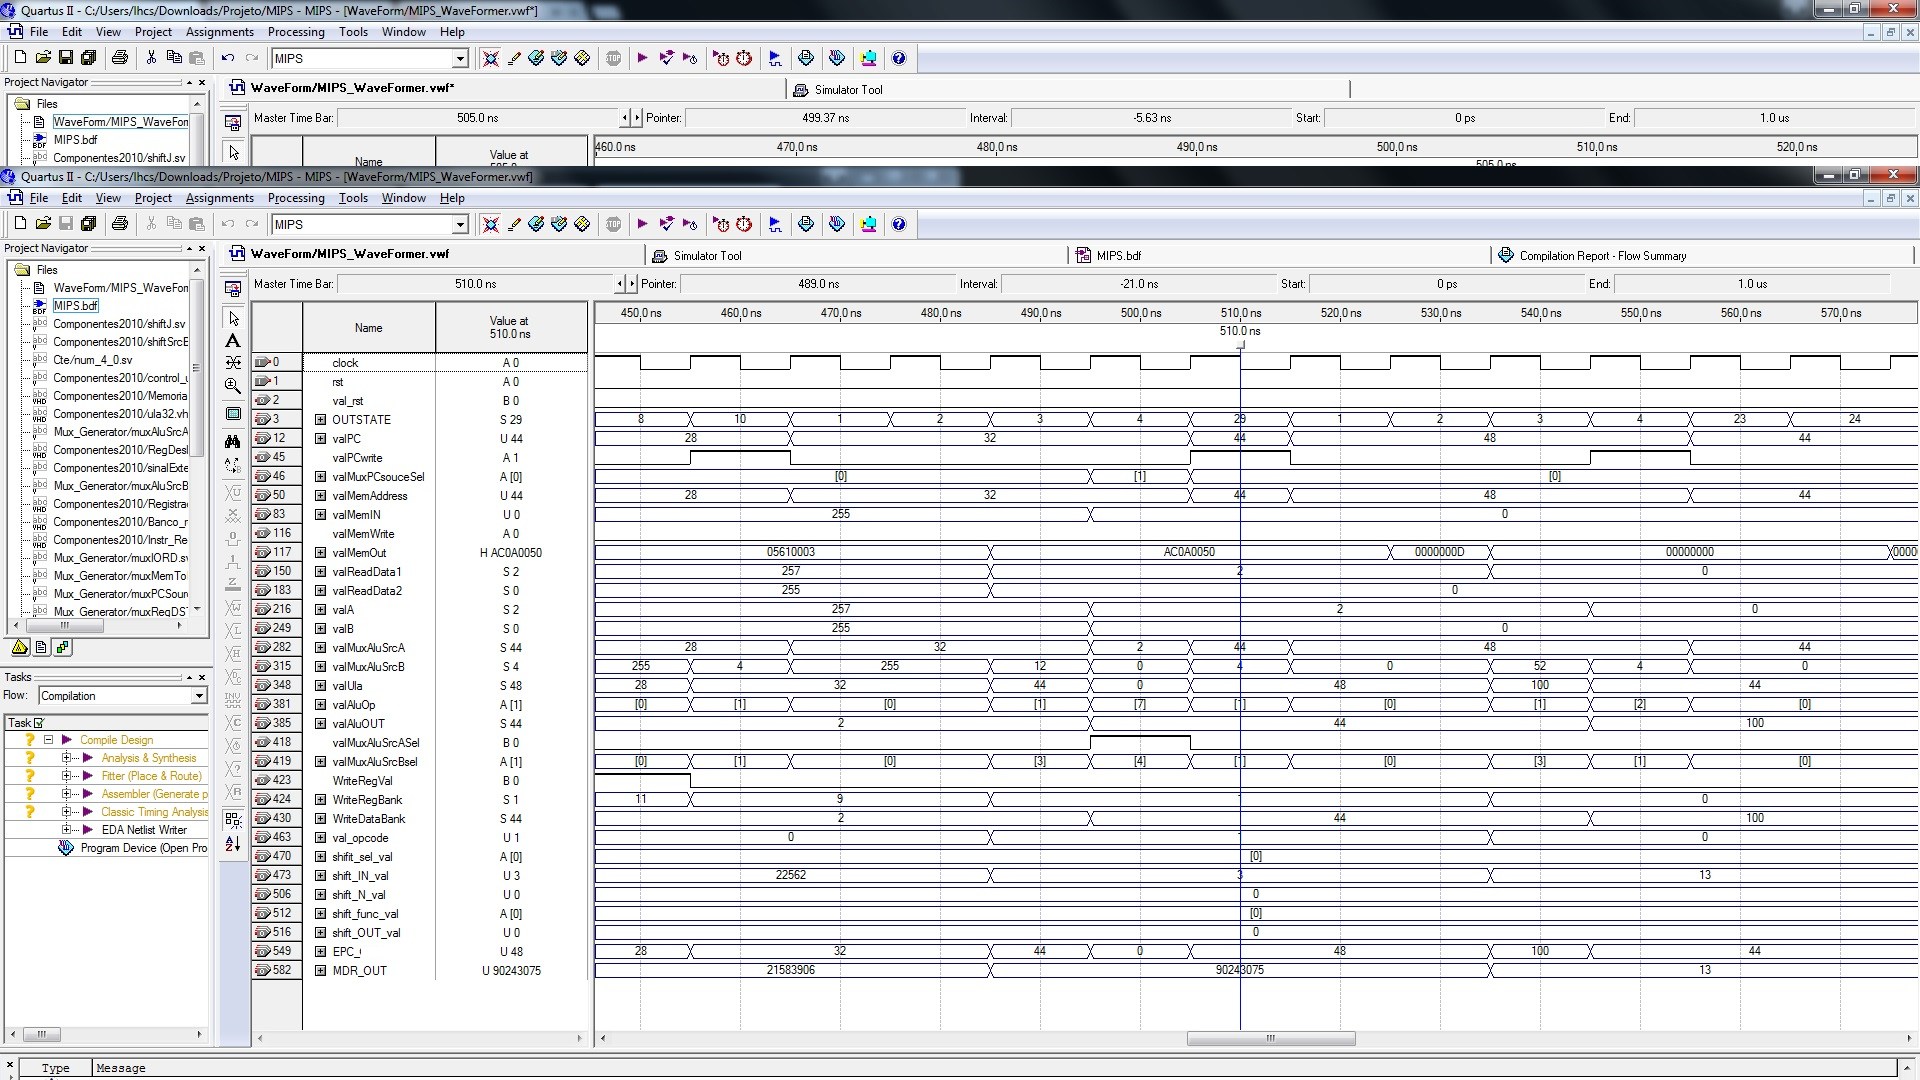 Quartus II - C:/Users/lhcs/Downloads/Projeto/MIPS - MIPS - [WaveForm/MIPS_WaveFormer.vwf*]
File Edit View Project Assignments Processing Tools Window Help
MIPS
Project Navigator
WaveForm/MIPS_WaveFormer.vwf*
Simulator Tool
Files
WaveForm/MIPS_WaveFor
MIPS.bdf
Componentes2010/shiftJ.sv
Master Time Bar: 505.0 ns Pointer: 499.37 ns Interval: -5.63 ns Start: 0 ps End: 1.0 us
Name Value at
460.0 ns 470.0 ns 480.0 ns 490.0 ns 500.0 ns 510.0 ns 520.0 ns
Quartus II - C:/Users/lhcs/Downloads/Projeto/MIPS - MIPS - [WaveForm/MIPS_WaveFormer.vwf]
File Edit View Project Assignments Processing Tools Window Help
MIPS
Project Navigator
WaveForm/MIPS_WaveFormer.vwf
Simulator Tool
MIPS.bdf
Compilation Report - Flow Summary
Files
WaveForm/MIPS_WaveFor
MIPS.bdf
Componentes2010/shiftJ.sv
Componentes2010/shiftSrcE
Cte/num_4_0.sv
Componentes2010/control_u
Componentes2010/Memoria
Componentes2010/ula32.vh
Mux_Generator/muxAluSrcA
Componentes2010/RegDesl
Componentes2010/sinalExte
Mux_Generator/muxAluSrcB
Componentes2010/Registra
Componentes2010/Banco_r
Componentes2010/Instr_Re
Mux_Generator/muxIORD.sv
Mux_Generator/muxMemTo
Mux_Generator/muxPCSour
Mux_Generator/muxRegDST
Tasks
Flow: Compilation
Task
Compile Design
Analysis & Synthesis
Fitter (Place & Route)
Assembler (Generate p
Classic Timing Analysis
EDA Netlist Writer
Program Device (Open Pro
Master Time Bar: 510.0 ns Pointer: 489.0 ns Interval: -21.0 ns Start: 0 ps End: 1.0 us
Name Value at 510.0 ns
450.0 ns 460.0 ns 470.0 ns 480.0 ns 490.0 ns 500.0 ns 510.0 ns 520.0 ns 530.0 ns 540.0 ns 550.0 ns 560.0 ns 570.0 ns
510.0 ns
0 clock A 0
1 rst A 0
2 val_rst B 0
3 OUTSTATE S 29 8 10 1 2 3 4 29 1 2 3 4 23 24
12 valPC U 44 28 32 44 48 44
45 valPCwrite A 1
46 valMuxPCsouceSel A [0] [0] [1] [0]
50 valMemAddress U 44 28 32 44 48 44
83 valMemIN U 0 255 0
116 valMemWrite A 0
117 valMemOut H AC0A0050 05610003 AC0A0050 0000000D 00000000 0000
150 valReadData1 S 2 257 2 0
183 valReadData2 S 0 255 0
216 valA S 2 257 2 0
249 valB S 0 255 0
282 valMuxAluSrcA S 44 28 32 2 44 48 44
315 valMuxAluSrcB S 4 255 4 255 12 0 4 0 52 4 0
348 valUla S 48 28 32 44 0 48 100 44
381 valAluOp A [1] [0] [1] [0] [1] [7] [1] [0] [1] [2] [0]
385 valAluOUT S 44 2 44 100
418 valMuxAluSrcASel B 0
419 valMuxAluSrcBsel A [1] [0] [1] [0] [3] [4] [1] [0] [3] [1] [0]
423 WriteRegVal B 0
424 WriteRegBank S 1 11 9 1 0
430 WriteDataBank S 44 2 44 100
463 val_opcode U 1 0 1 0
470 shifit_sel_val A [0] [0]
473 shift_IN_val U 3 22562 3 13
506 shift_N_val U 0 0
512 shift_func_val A [0] [0]
516 shift_OUT_val U 0 0
549 EPC_ U 48 28 32 44 0 48 100 44
582 MDR_OUT U 90243075 21583906 90243075 13
Type Message